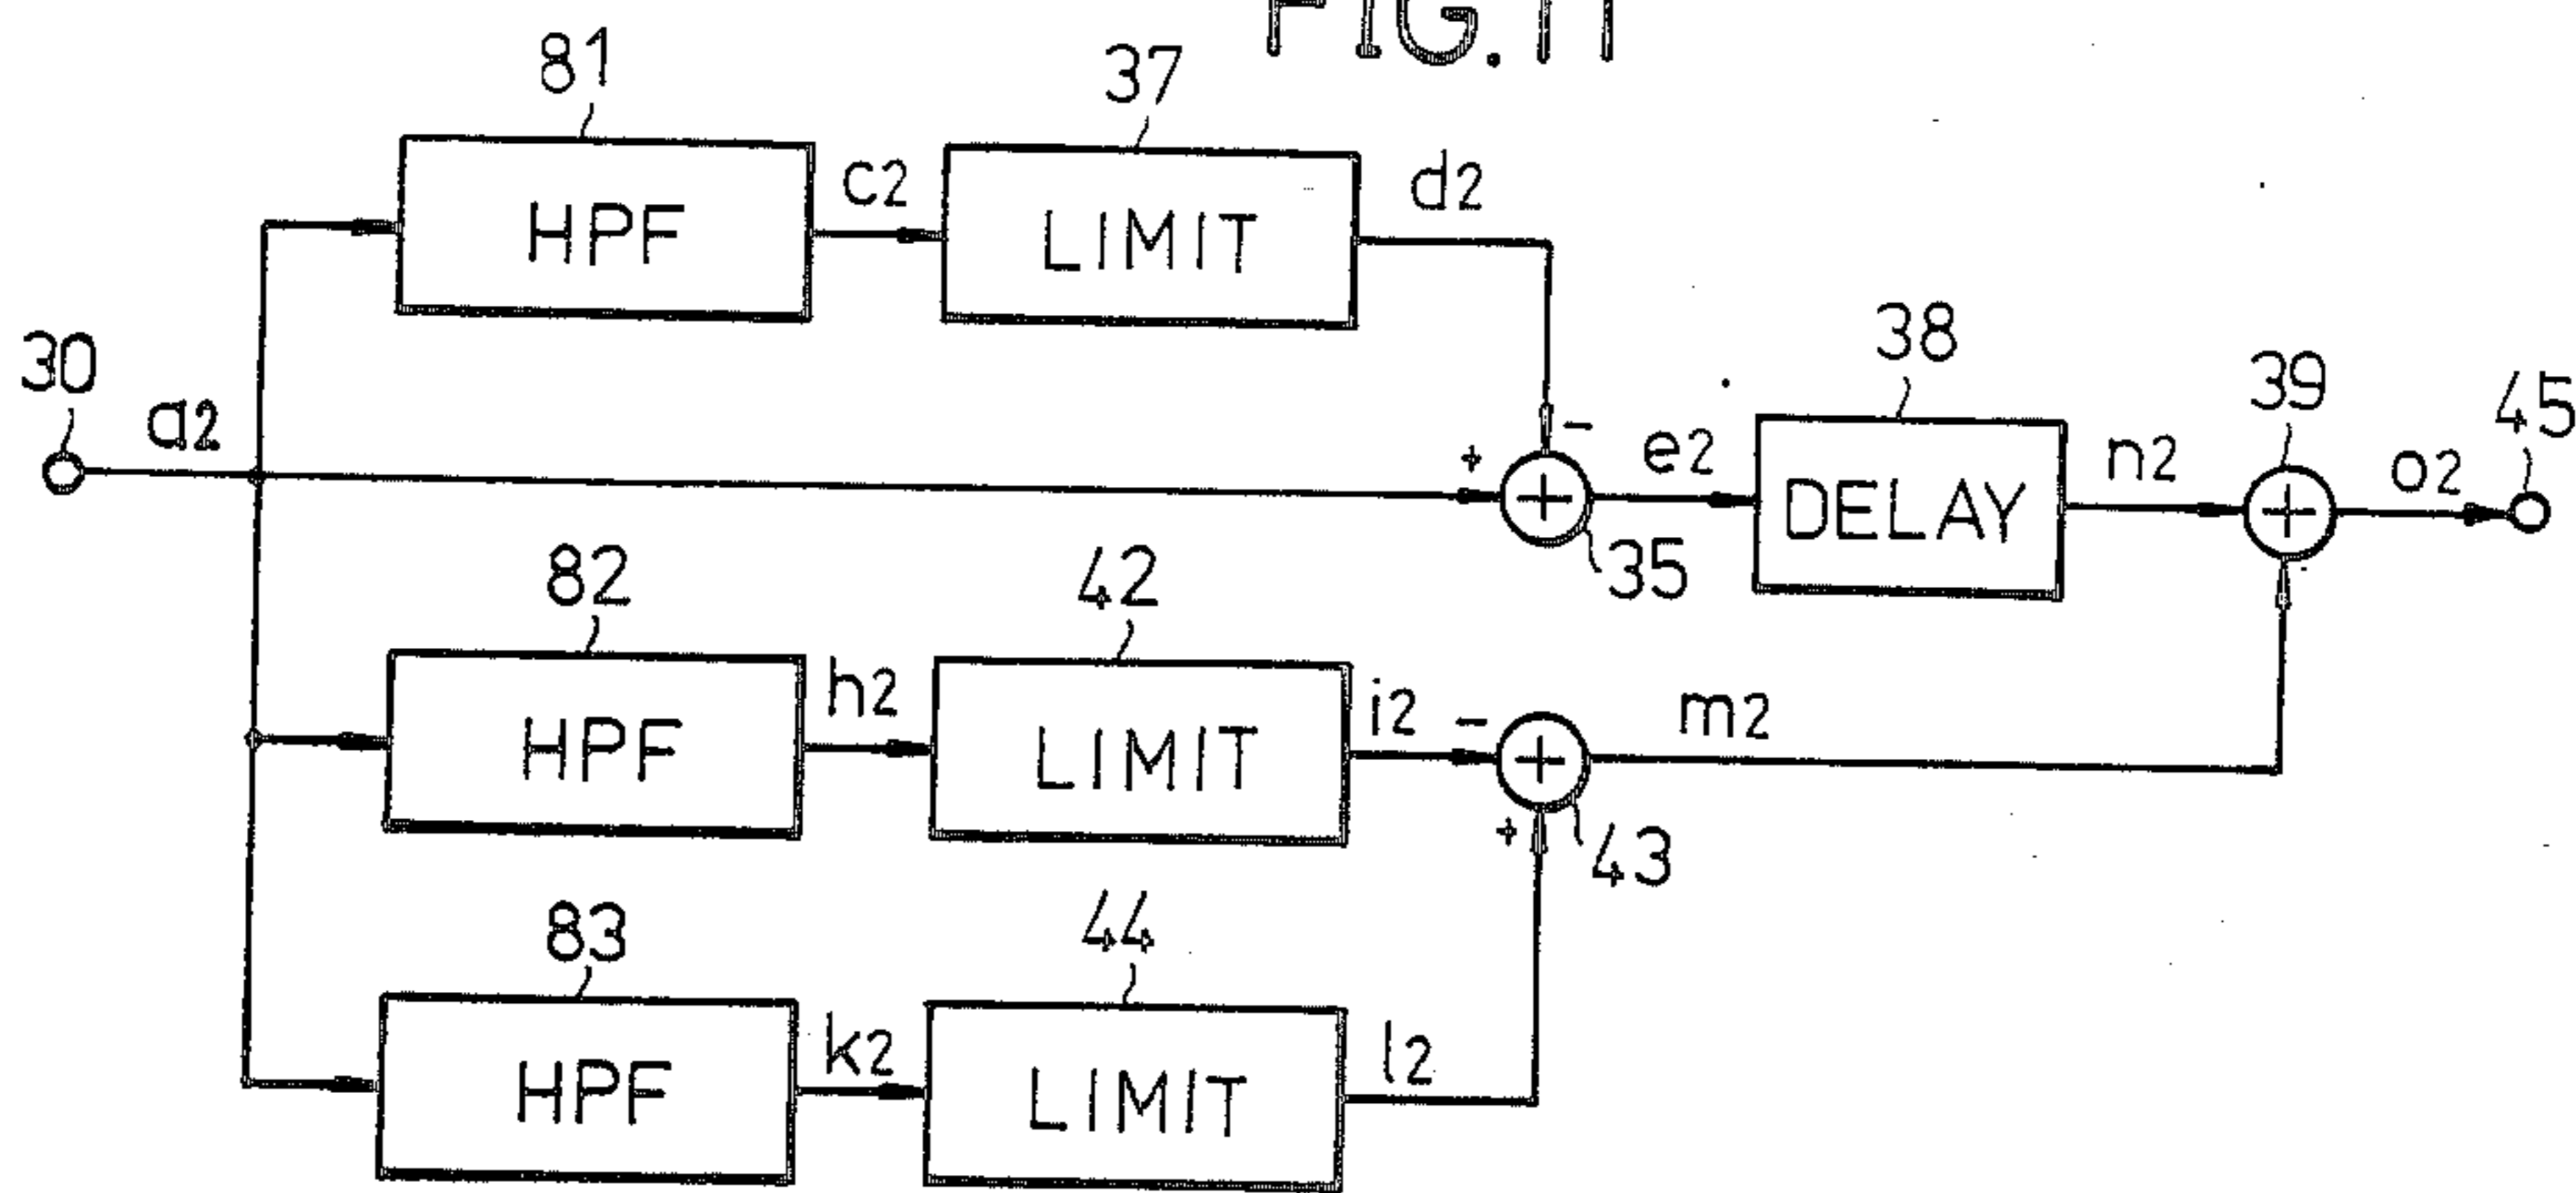 FIG. 11
81
37
c2
d2
HPF
LIMIT
30
a2
38
39
45
+
-
e2
n2
o2
+
DELAY
+
35
82
42
h2
i2
-
m2
HPF
LIMIT
+
+
43
83
44
k2
l2
HPF
LIMIT